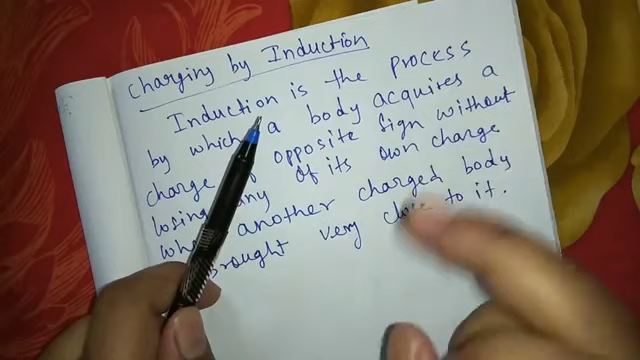 Charging by Induction
Induction is the process
by which a body acquires a
charge opposite sign without
losing any of its own charge
another charged body
brought very close to it.